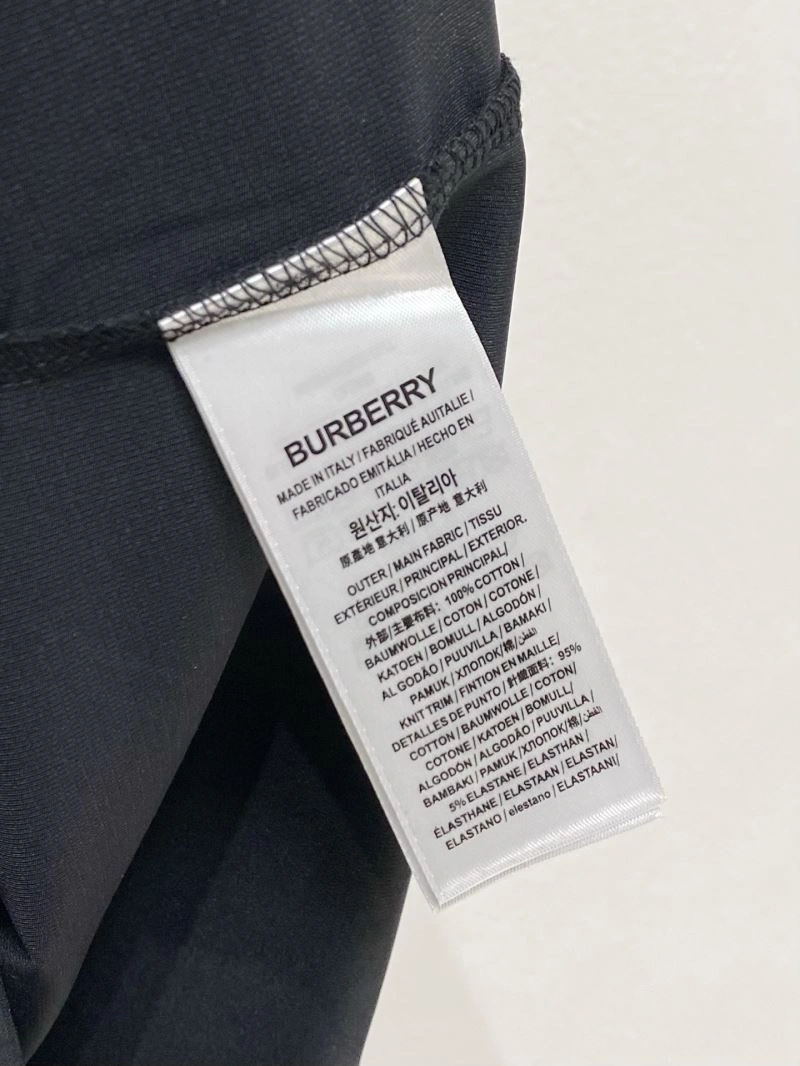 BURBERRY
MADE IN ITALY / FABRIQUÉ AUITALIE /
FABRICADO EMITÁLIA / HECHO EN
ITALIA
원산지: 이탈리아
原產地 意大利 / 原产地 意大利
OUTER / MAIN FABRIC / TISSU
EXTÉRIEUR / PRINCIPAL / EXTERIOR.
COMPOSICION PRINCIPAL /
外部/主要布料: 100% COTTON /
BAUMWOLLE / COTON / COTONE /
KATOEN / BOMULL / ALGODÓN /
ALGODÃO / PUUVILLA / BAMAKI /
PAMUK / ХЛОПОК / 棉 / القطن /
KNIT TRIM / FINTION EN MAILLE /
DETALLES DE PUNTO / 針織面料: 95%
COTTON / BAUMWOLLE / COTON /
COTONE / KATOEN / BOMULL /
ALGODÓN / ALGODÃO / PUUVILLA /
BAMBAKI / PAMUK / ХЛОПОК / 棉 / القطن /
5% ELASTANE / ELASTHAN /
ÉLASTHANE / ELASTAAN / ELASTAN /
ELASTANO / elestano / ELASTAANI /